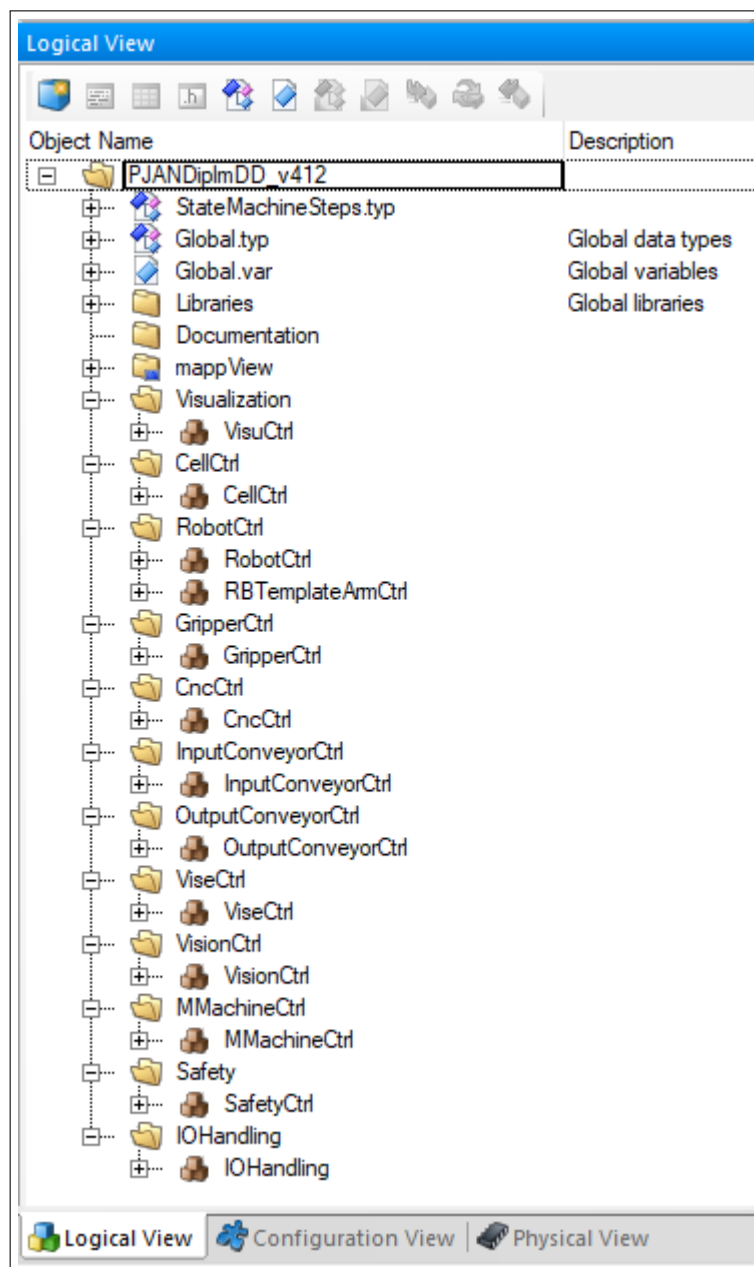 Logical View
.h
Object Name Description
PJANDiplmDD_v412
StateMachineSteps.typ
Global.typ Global data types
Global.var Global variables
Libraries Global libraries
Documentation
mappView
Visualization
VisuCtrl
CellCtrl
CellCtrl
RobotCtrl
RobotCtrl
RBTemplateArmCtrl
GripperCtrl
GripperCtrl
CncCtrl
CncCtrl
InputConveyorCtrl
InputConveyorCtrl
OutputConveyorCtrl
OutputConveyorCtrl
ViseCtrl
ViseCtrl
VisionCtrl
VisionCtrl
MMachineCtrl
MMachineCtrl
Safety
SafetyCtrl
IOHandling
IOHandling
Logical View Configuration View Physical View